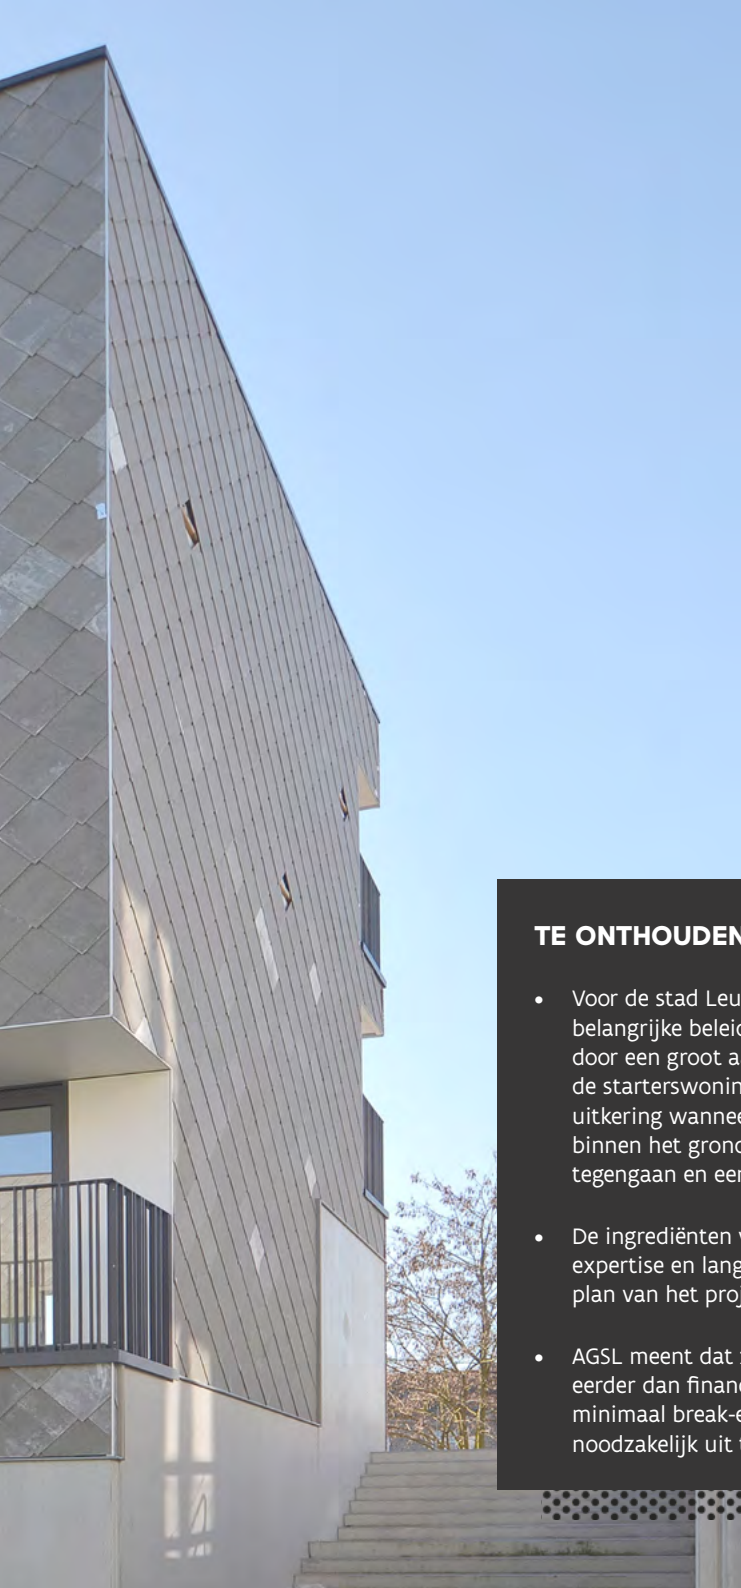 TE ONTHOUDEN
• Voor de stad Leu
belangrijke beleid
door een groot a
de starterswonin
uitkering wannee
binnen het grond
tegengaan en een
• De ingrediënten
expertise en lang
plan van het proj
• AGSL meent dat
eerder dan finan
minimaal break-e
noodzakelijk uit